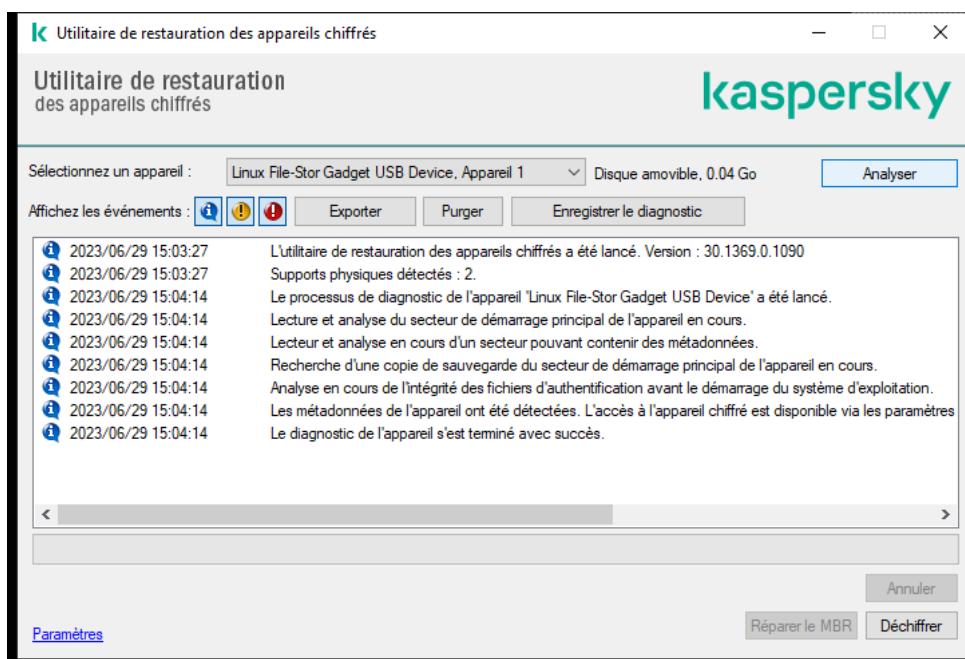 Utilitaire de restauration des appareils chiffrés
Utilitaire de restauration
des appareils chiffrés
kaspersky
Sélectionnez un appareil : Linux File-Stor Gadget USB Device, Appareil 1 Disque amovible, 0.04 Go Analyser
Affichez les événements : Exporter Purger Enregistrer le diagnostic
2023/06/29 15:03:27 L'utilitaire de restauration des appareils chiffrés a été lancé. Version : 30.1369.0.1090
2023/06/29 15:03:27 Supports physiques détectés : 2.
2023/06/29 15:04:14 Le processus de diagnostic de l'appareil 'Linux File-Stor Gadget USB Device' a été lancé.
2023/06/29 15:04:14 Lecture et analyse du secteur de démarrage principal de l'appareil en cours.
2023/06/29 15:04:14 Lecteur et analyse en cours d'un secteur pouvant contenir des métadonnées.
2023/06/29 15:04:14 Recherche d'une copie de sauvegarde du secteur de démarrage principal de l'appareil en cours.
2023/06/29 15:04:14 Analyse en cours de l'intégrité des fichiers d'authentification avant le démarrage du système d'exploitation.
2023/06/29 15:04:14 Les métadonnées de l'appareil ont été détectées. L'accès à l'appareil chiffré est disponible via les paramètres
2023/06/29 15:04:14 Le diagnostic de l'appareil s'est terminé avec succès.
Annuler
Paramètres Réparer le MBR Déchiffrer